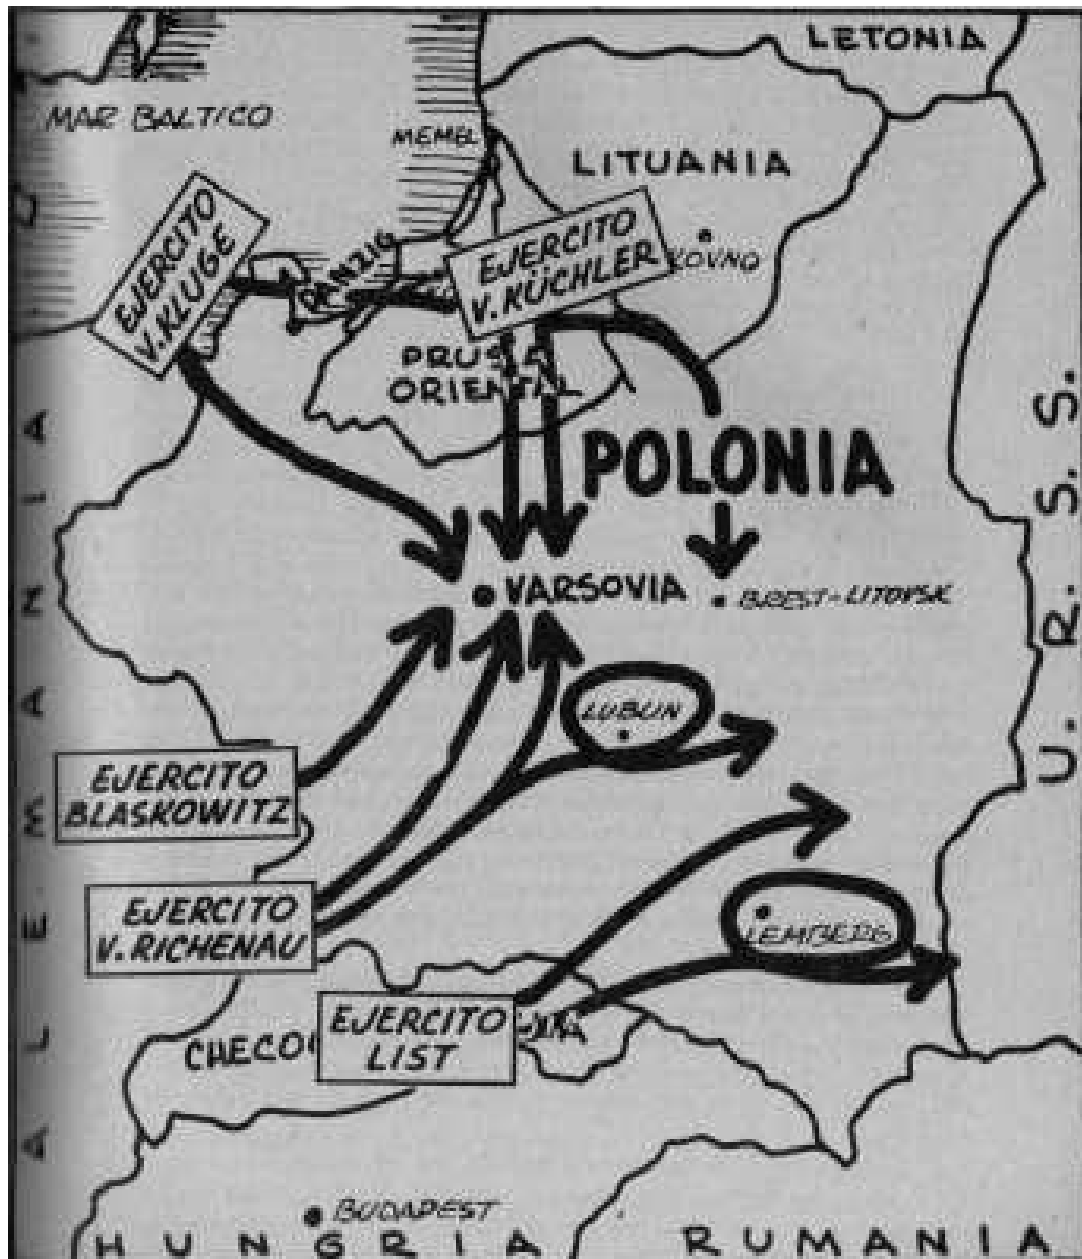 LETONIA
MAR BALTICO
MEMEL
LITUANIA
EJERCITO
V. KLUGE
DANZIG
EJERCITO
V. KÜCHLER
KOVNO
PRUSIA
ORIENTAL
POLONIA
VARSOVIA
BREST-LITOVSK
LUBLIN
EJERCITO
BLASKOWITZ
EJERCITO
V. RICHENAU
LEMBERG
EJERCITO
LIST
CHECO
ALEMANIA
U.R.S.S.
BUDAPEST
HUNGRIA
RUMANIA